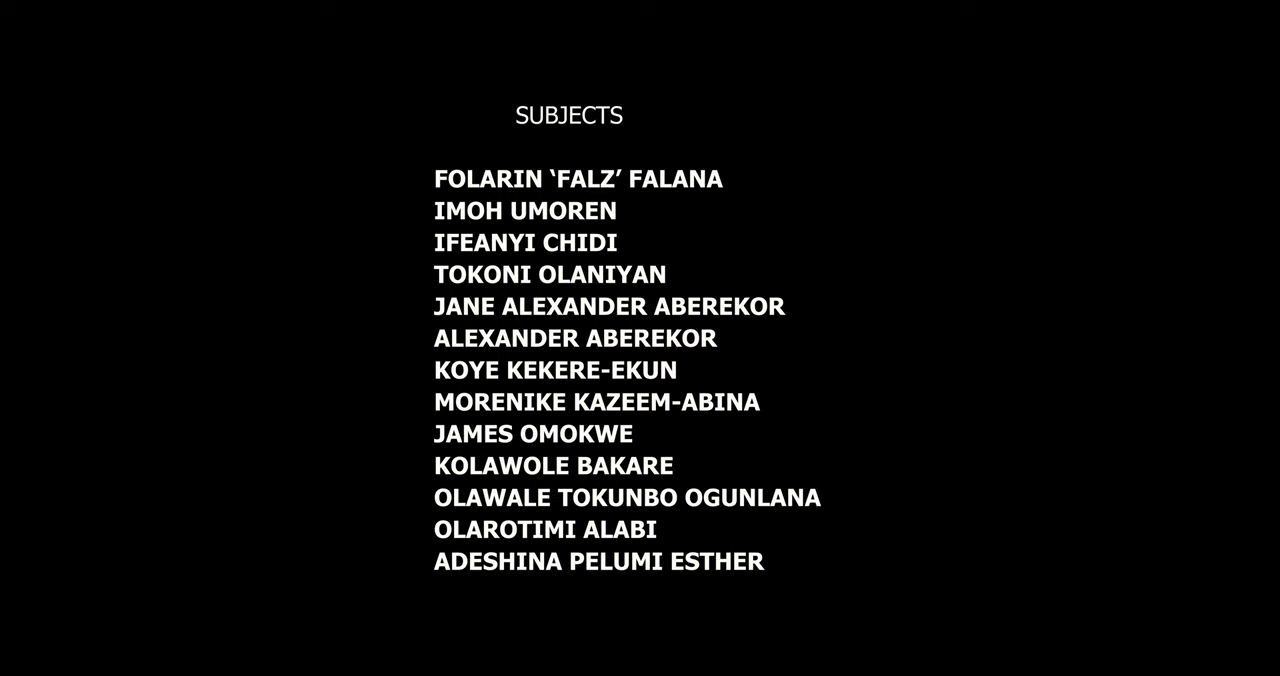 SUBJECTS
FOLARIN ‘FALZ’ FALANA
IMOH UMOREN
IFEANYI CHIDI
TOKONI OLANIYAN
JANE ALEXANDER ABEREKOR
ALEXANDER ABEREKOR
KOYE KEKERE-EKUN
MORENIKE KAZEEM-ABINA
JAMES OMOKWE
KOLAWOLE BAKARE
OLAWALE TOKUNBO OGUNLANA
OLAROTIMI ALABI
ADESHINA PELUMI ESTHER